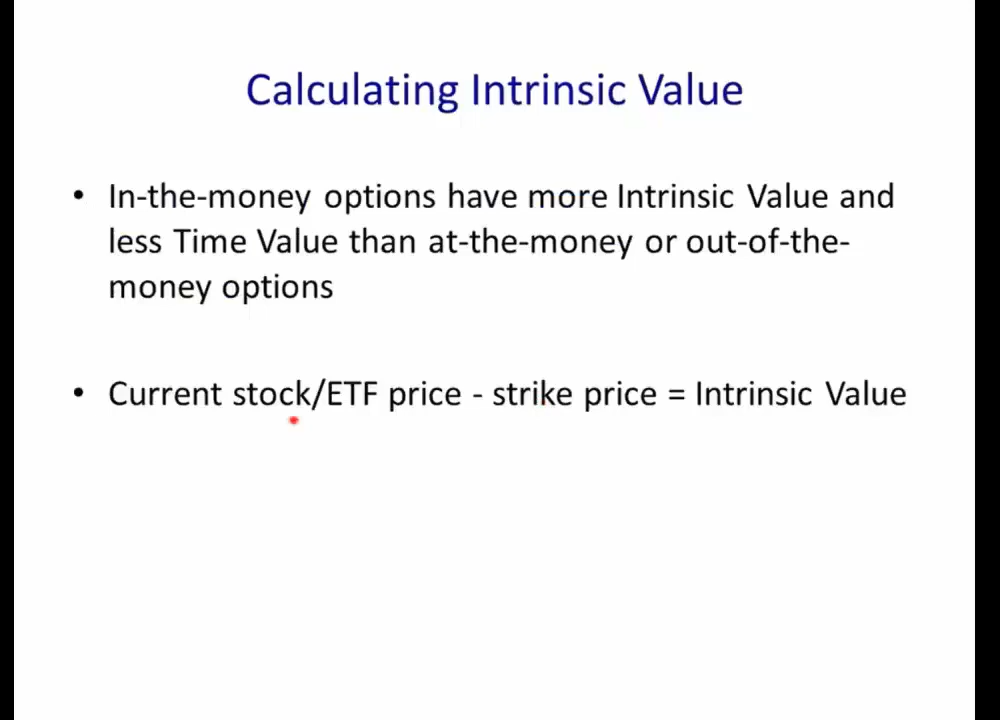 Calculating Intrinsic Value
• In-the-money options have more Intrinsic Value and
less Time Value than at-the-money or out-of-the-
money options
• Current stock/ETF price - strike price = Intrinsic Value